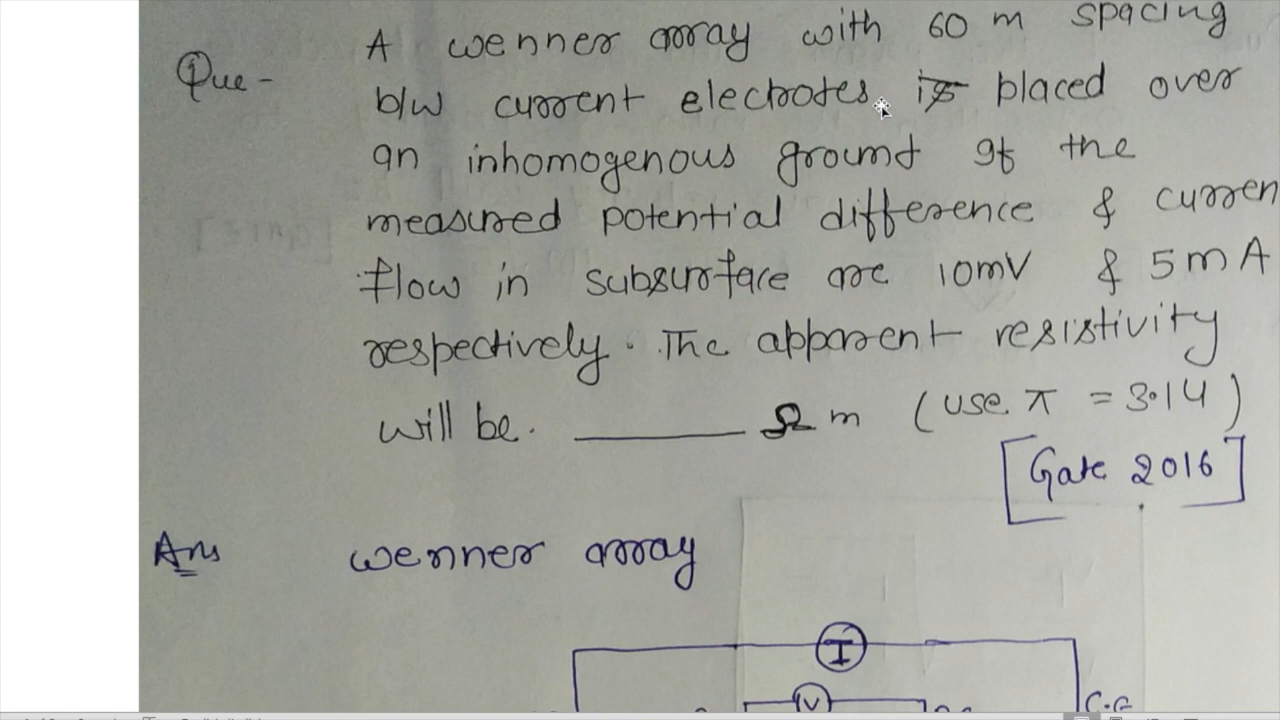 Que -
A wenner array with 60 m spacing
b/w current electrodes is placed over
an inhomogenous ground If the
measured potential difference & curren
flow in subsurface are 10mV & 5mA
respectively. The apparent resistivity
will be. ______ Ω m (use π = 3.14)
[Gate 2016]
Ans wenner array
I
V